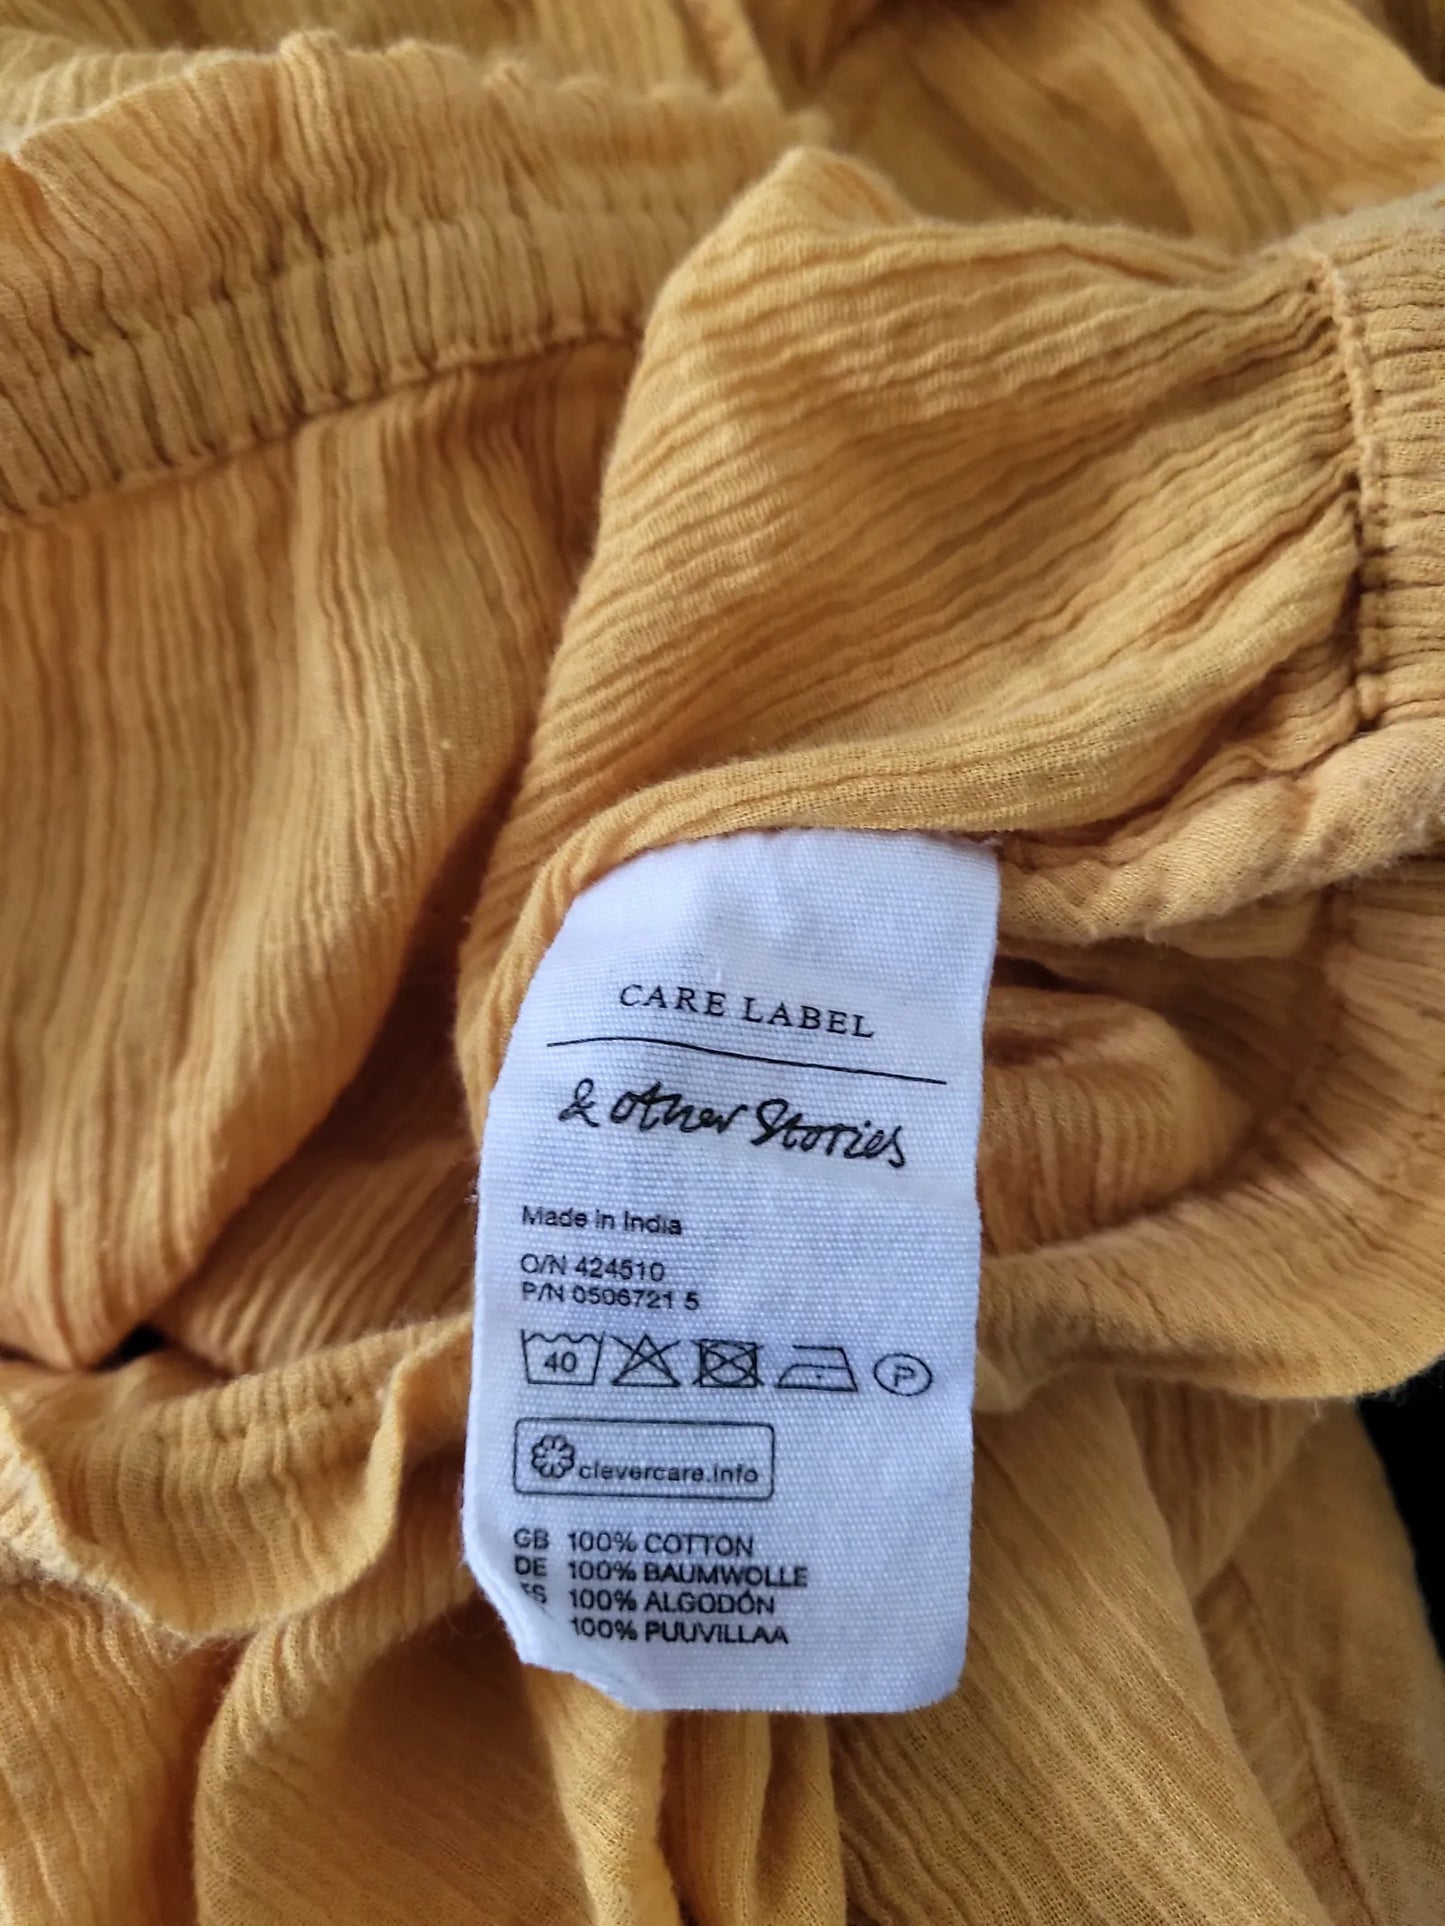 CARE LABEL
& other Stories
Made in India
O/N 424510
P/N 0506721 5
40
P
clevercare.info
GB 100% COTTON
DE 100% BAUMWOLLE
ES 100% ALGODÓN
100% PUUVILLAA